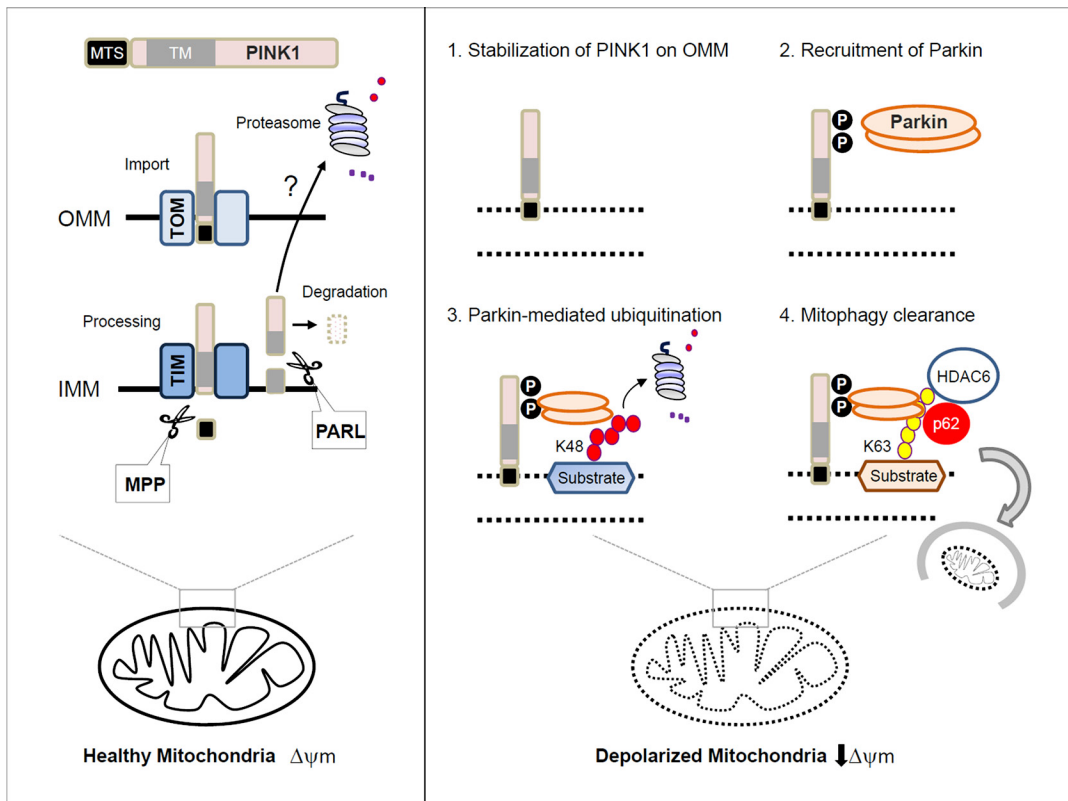 MTS
TM
PINK1
Proteasome
Import
?
OMM
TOM
Degradation
Processing
TIM
IMM
PARL
MPP
Healthy Mitochondria Δψm
1. Stabilization of PINK1 on OMM
2. Recruitment of Parkin
P
P
Parkin
3. Parkin-mediated ubiquitination
P
P
K48
Substrate
4. Mitophagy clearance
P
P
HDAC6
p62
K63
Substrate
Depolarized Mitochondria Δψm